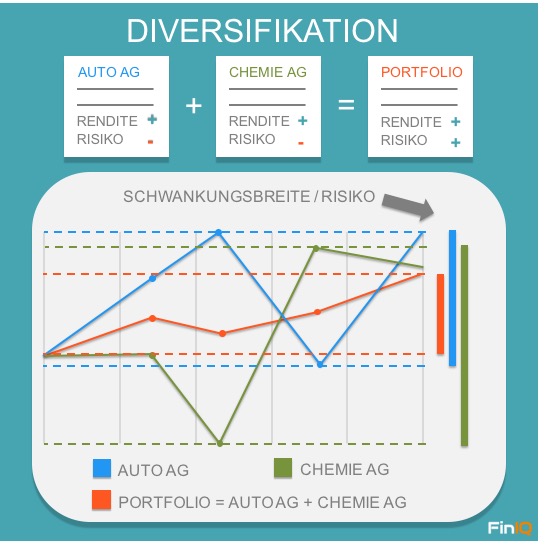 DIVERSIFIKATION
AUTO AG
RENDITE +
RISIKO -
+
CHEMIE AG
RENDITE +
RISIKO -
=
PORTFOLIO
RENDITE +
RISIKO +
SCHWANKUNGSBREITE / RISIKO
AUTO AG
CHEMIE AG
PORTFOLIO = AUTO AG + CHEMIE AG
FinIQ